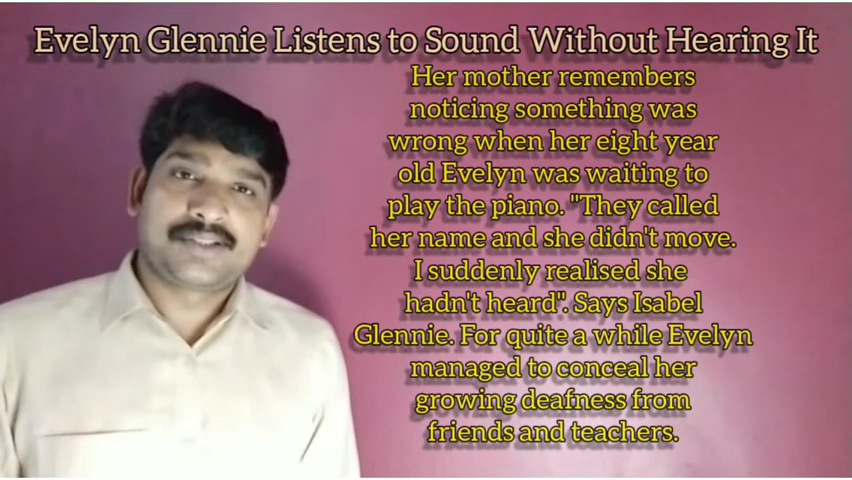 Evelyn Glennie Listens to Sound Without Hearing It
Her mother remembers
noticing something was
wrong when her eight year
old Evelyn was waiting to
play the piano. "They called
her name and she didn't move.
I suddenly realised she
hadn't heard". Says Isabel
Glennie. For quite a while Evelyn
managed to conceal her
growing deafness from
friends and teachers.